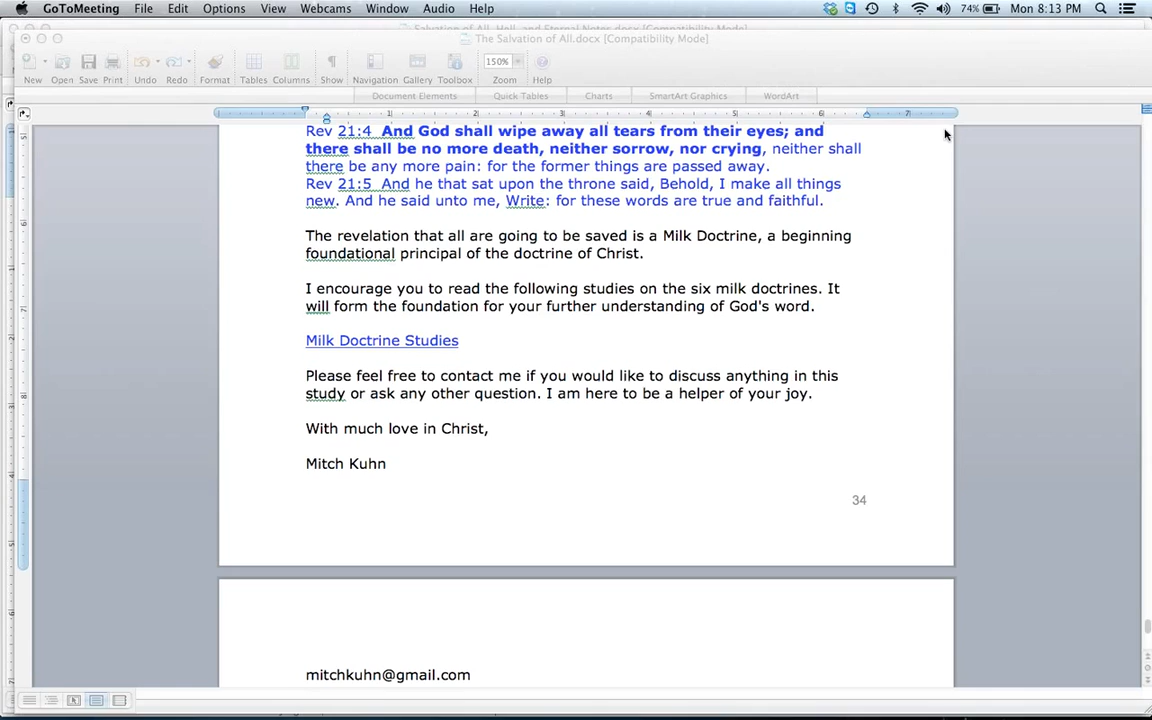 GoToMeeting File Edit Options View Webcams Window Audio Help 74% Mon 8:13 PM
The Salvation of All.docx [Compatibility Mode]
150%
New Open Save Print Undo Redo Format Tables Columns Show Navigation Gallery Toolbox Zoom Help
Document Elements Quick Tables Charts SmartArt Graphics WordArt
1 2 3 4 5 6 7
Rev 21:4 And God shall wipe away all tears from their eyes; and
there shall be no more death, neither sorrow, nor crying, neither shall
there be any more pain: for the former things are passed away.
Rev 21:5 And he that sat upon the throne said, Behold, I make all things
new. And he said unto me, Write: for these words are true and faithful.
The revelation that all are going to be saved is a Milk Doctrine, a beginning
foundational principal of the doctrine of Christ.
I encourage you to read the following studies on the six milk doctrines. It
will form the foundation for your further understanding of God's word.
Milk Doctrine Studies
Please feel free to contact me if you would like to discuss anything in this
study or ask any other question. I am here to be a helper of your joy.
With much love in Christ,
Mitch Kuhn
34
mitchkuhn@gmail.com